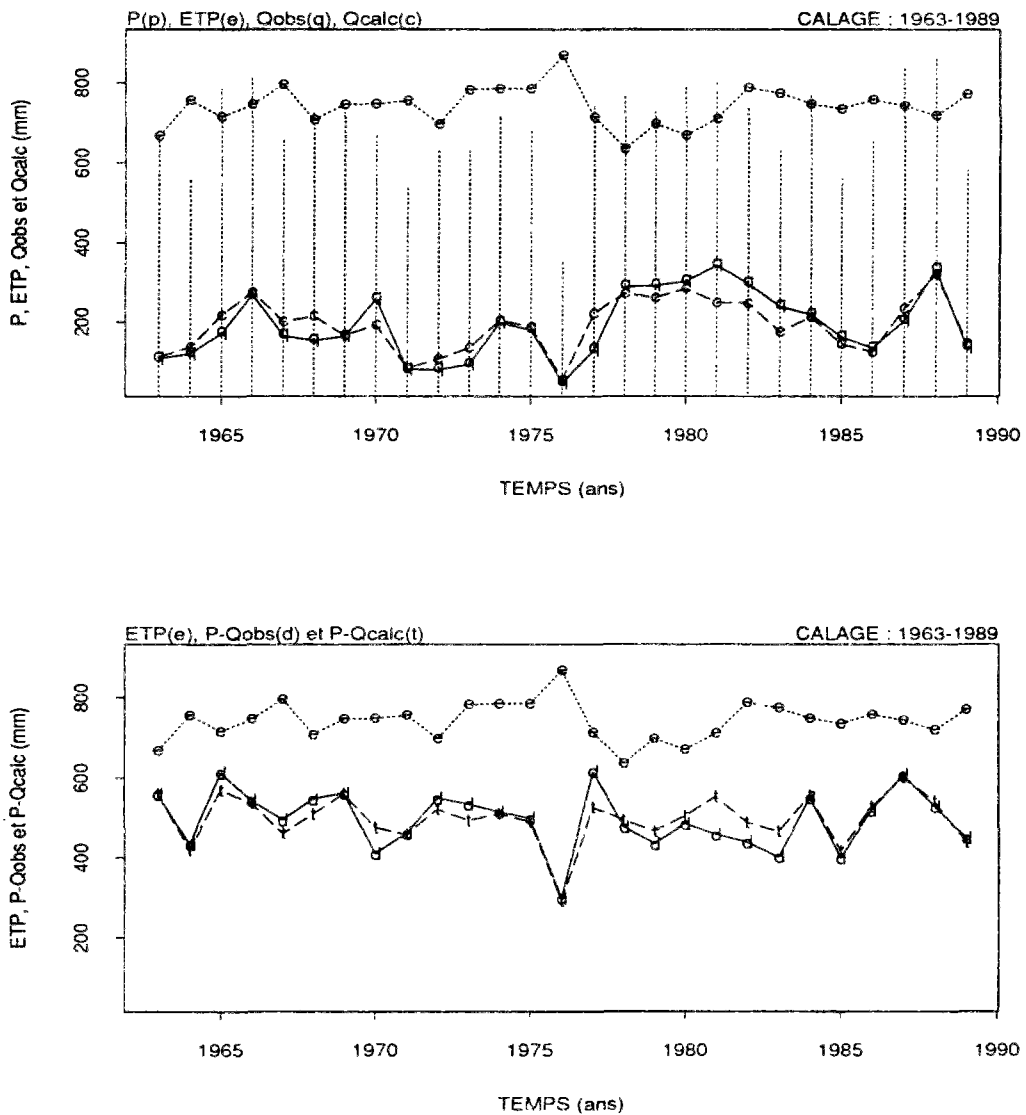 P(p), ETP(e), Qobs(q), Qcalc(c)
CALAGE : 1963-1989
P, ETP, Qobs et Qcalc (mm)
800
600
400
200
1965
1970
1975
1980
1985
1990
TEMPS (ans)
ETP(e), P-Qobs(d) et P-Qcalc(t)
CALAGE : 1963-1989
ETP, P-Qobs et P-Qcalc (mm)
800
600
400
200
1965
1970
1975
1980
1985
1990
TEMPS (ans)